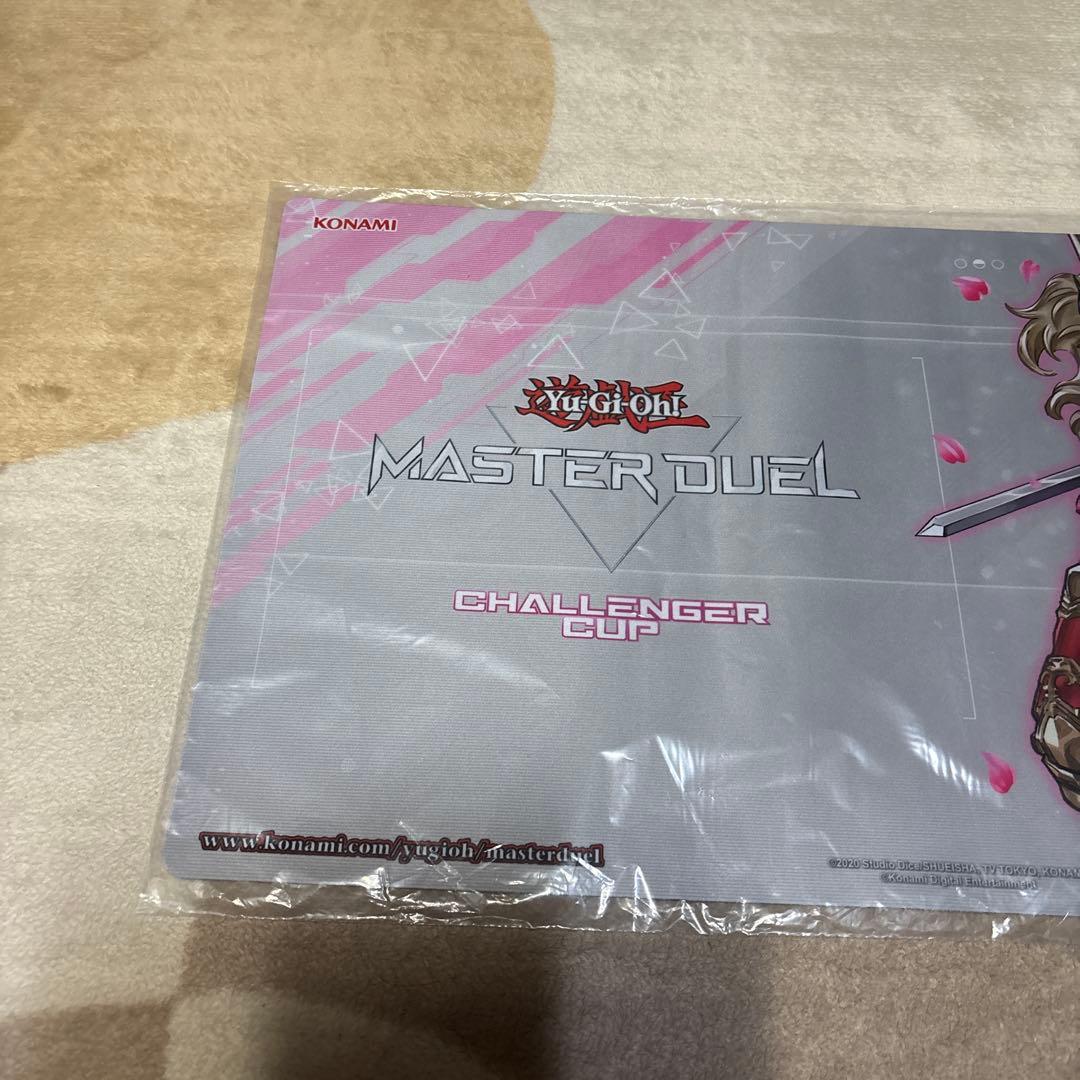 KONAMI
遊戯王
Yu-Gi-Oh!
MASTER DUEL
CHALLENGER
CUP
www.konami.com/yugioh/masterduel
©2020 Studio Dice/SHUEISHA, TV TOKYO, KONAMI
©Konami Digital Entertainment